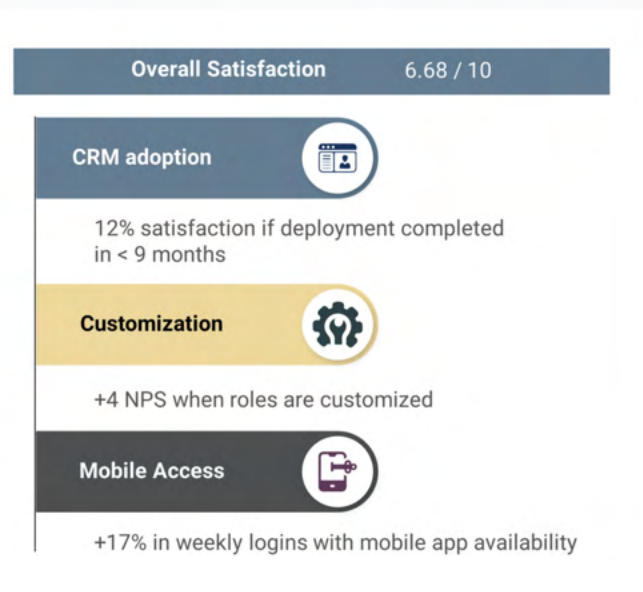 Overall Satisfaction 6.68 / 10
CRM adoption
12% satisfaction if deployment completed
in < 9 months
Customization
+4 NPS when roles are customized
Mobile Access
+17% in weekly logins with mobile app availability